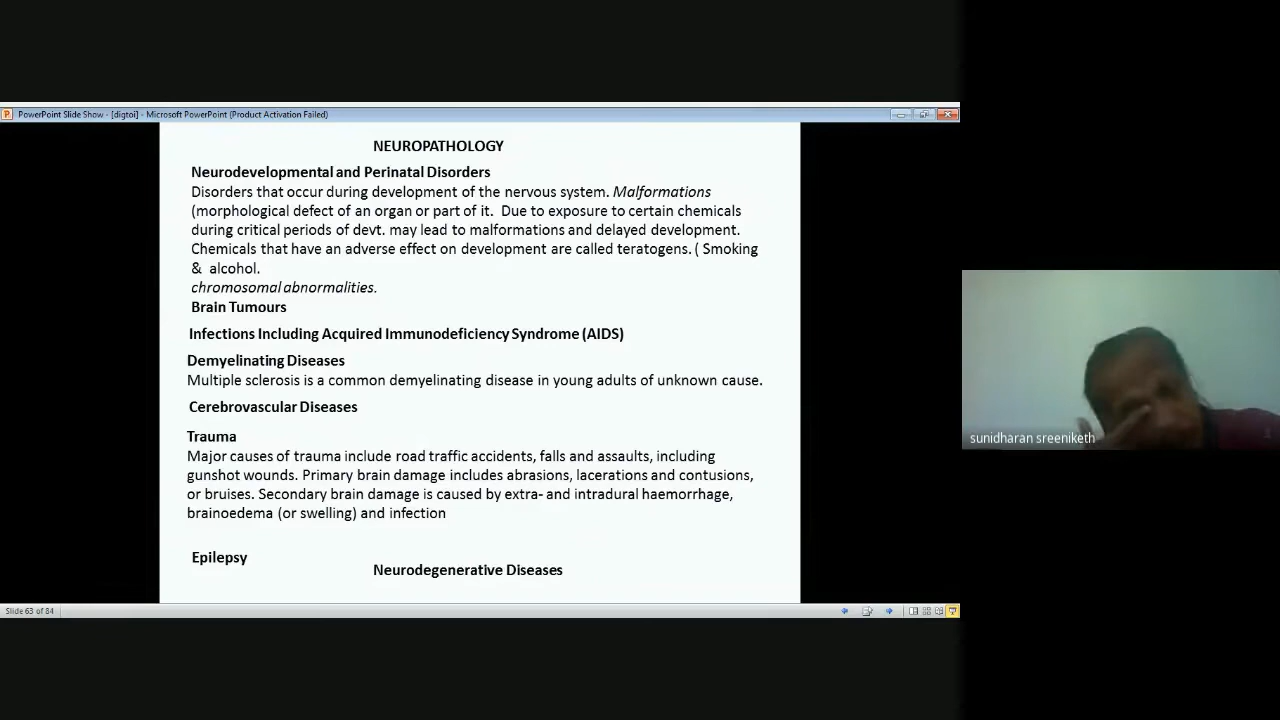 PowerPoint Slide Show - [digtoi] - Microsoft PowerPoint (Product Activation Failed)
NEUROPATHOLOGY
Neurodevelopmental and Perinatal Disorders
Disorders that occur during development of the nervous system. Malformations
(morphological defect of an organ or part of it.  Due to exposure to certain chemicals
during critical periods of devt. may lead to malformations and delayed development.
Chemicals that have an adverse effect on development are called teratogens. ( Smoking
&  alcohol.
chromosomal abnormalities.
Brain Tumours
Infections Including Acquired Immunodeficiency Syndrome (AIDS)
Demyelinating Diseases
Multiple sclerosis is a common demyelinating disease in young adults of unknown cause.
Cerebrovascular Diseases
Trauma
Major causes of trauma include road traffic accidents, falls and assaults, including
gunshot wounds. Primary brain damage includes abrasions, lacerations and contusions,
or bruises. Secondary brain damage is caused by extra- and intradural haemorrhage,
brainoedema (or swelling) and infection
Epilepsy
Neurodegenerative Diseases
Slide 63 of 84
sunidharan sreeniketh